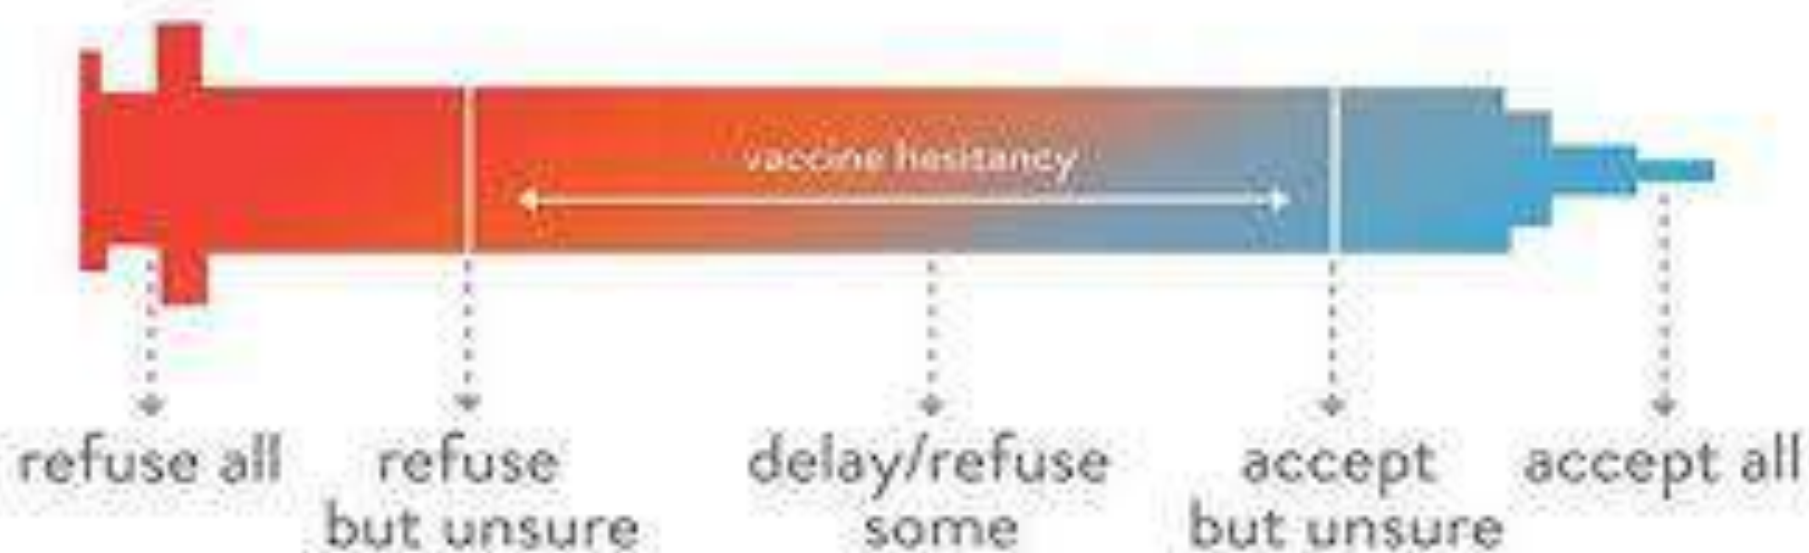 vaccine hesitancy
refuse all
refuse
but unsure
delay/refuse
some
accept
but unsure
accept all